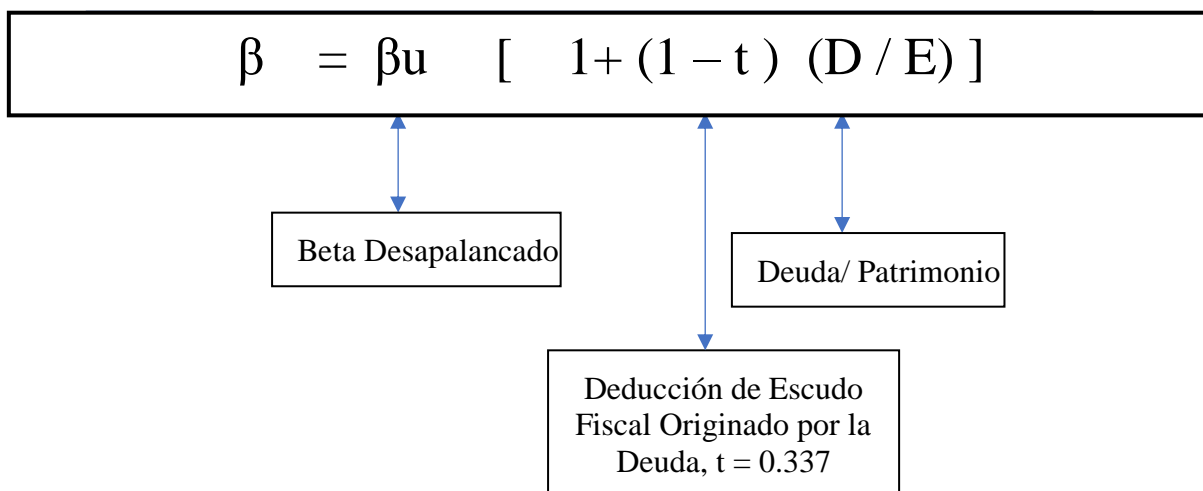 β = βu [ 1+ (1 – t ) (D / E) ]
Beta Desapalancado
Deuda/ Patrimonio
Deducción de Escudo
Fiscal Originado por la
Deuda, t = 0.337